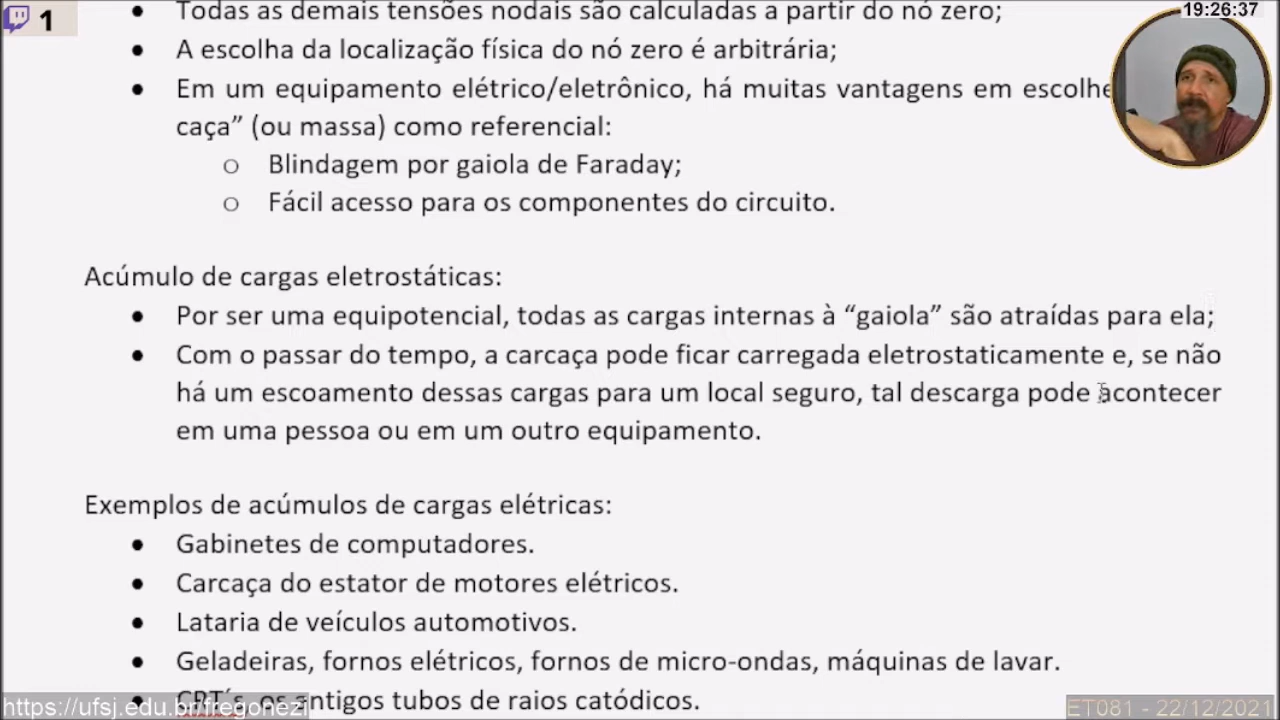 1
19:26:37
• Todas as demais tensões nodais são calculadas a partir do nó zero;
• A escolha da localização física do nó zero é arbitrária;
• Em um equipamento elétrico/eletrônico, há muitas vantagens em escolhe
caça” (ou massa) como referencial:
o Blindagem por gaiola de Faraday;
o Fácil acesso para os componentes do circuito.
Acúmulo de cargas eletrostáticas:
• Por ser uma equipotencial, todas as cargas internas à “gaiola” são atraídas para ela;
• Com o passar do tempo, a carcaça pode ficar carregada eletrostaticamente e, se não
há um escoamento dessas cargas para um local seguro, tal descarga pode acontecer
em uma pessoa ou em um outro equipamento.
Exemplos de acúmulos de cargas elétricas:
• Gabinetes de computadores.
• Carcaça do estator de motores elétricos.
• Lataria de veículos automotivos.
• Geladeiras, fornos elétricos, fornos de micro-ondas, máquinas de lavar.
• CRT´s, os antigos tubos de raios catódicos.
https://ufsj.edu.br/fregonezi
ET081 - 22/12/2021